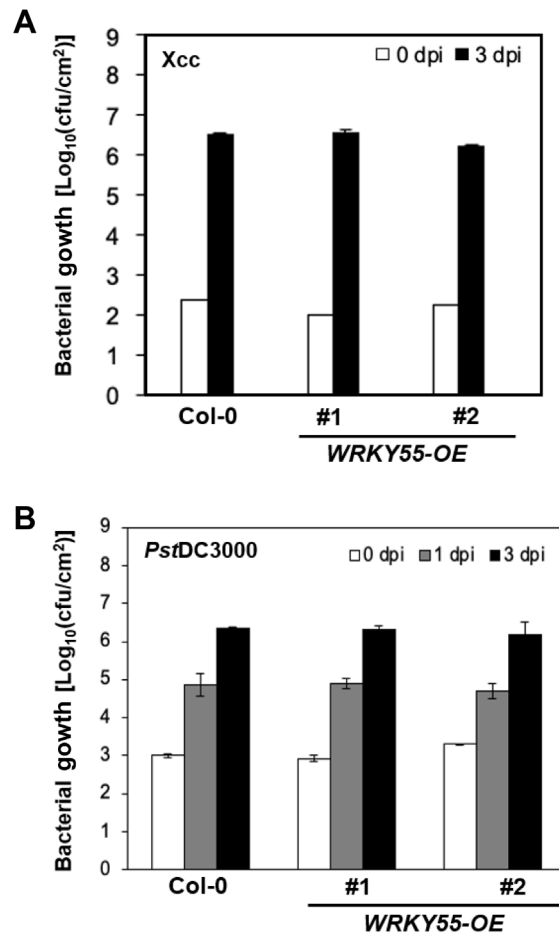 A
Xcc
0 dpi 3 dpi
Bacterial gowth [Log10(cfu/cm2)]
9
8
7
6
5
4
3
2
1
0
Col-0 #1 #2
WRKY55-OE
B
PstDC3000
0 dpi 1 dpi 3 dpi
Bacterial gowth [Log10(cfu/cm2)]
9
8
7
6
5
4
3
2
1
0
Col-0 #1 #2
WRKY55-OE